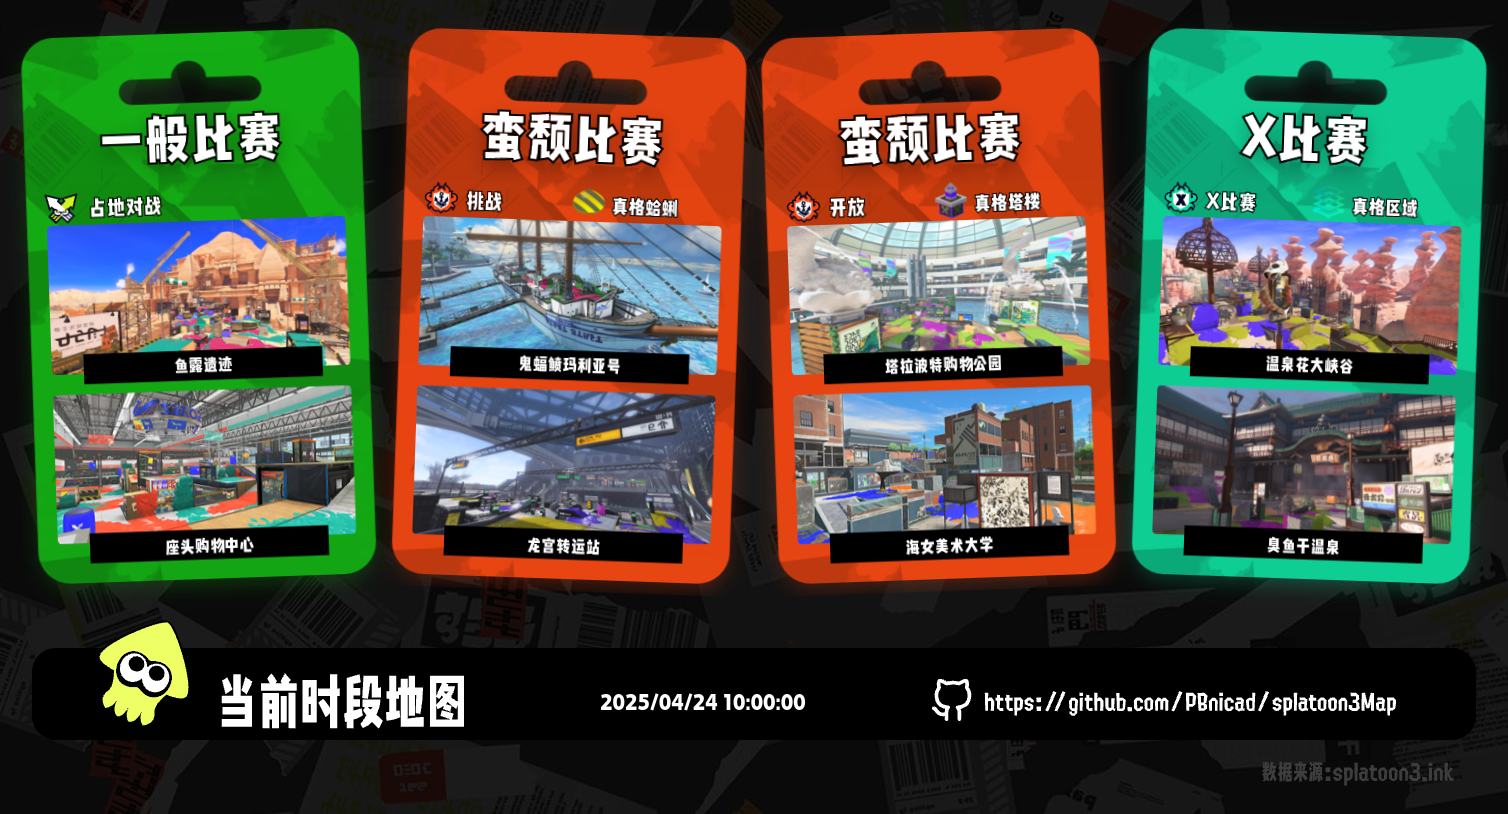 一般比赛
占地对战
鱼露遗迹
座头购物中心
蛮颓比赛
挑战
真格蛤蜊
鬼蝠鲼玛利亚号
龙宫转运站
蛮颓比赛
开放
真格塔楼
塔拉波特购物公园
海女美术大学
X比赛
X比赛
真格区域
温泉花大峡谷
臭鱼干温泉
当前时段地图
2025/04/24 10:00:00
https://github.com/PBnicad/splatoon3Map
数据来源:splatoon3.ink